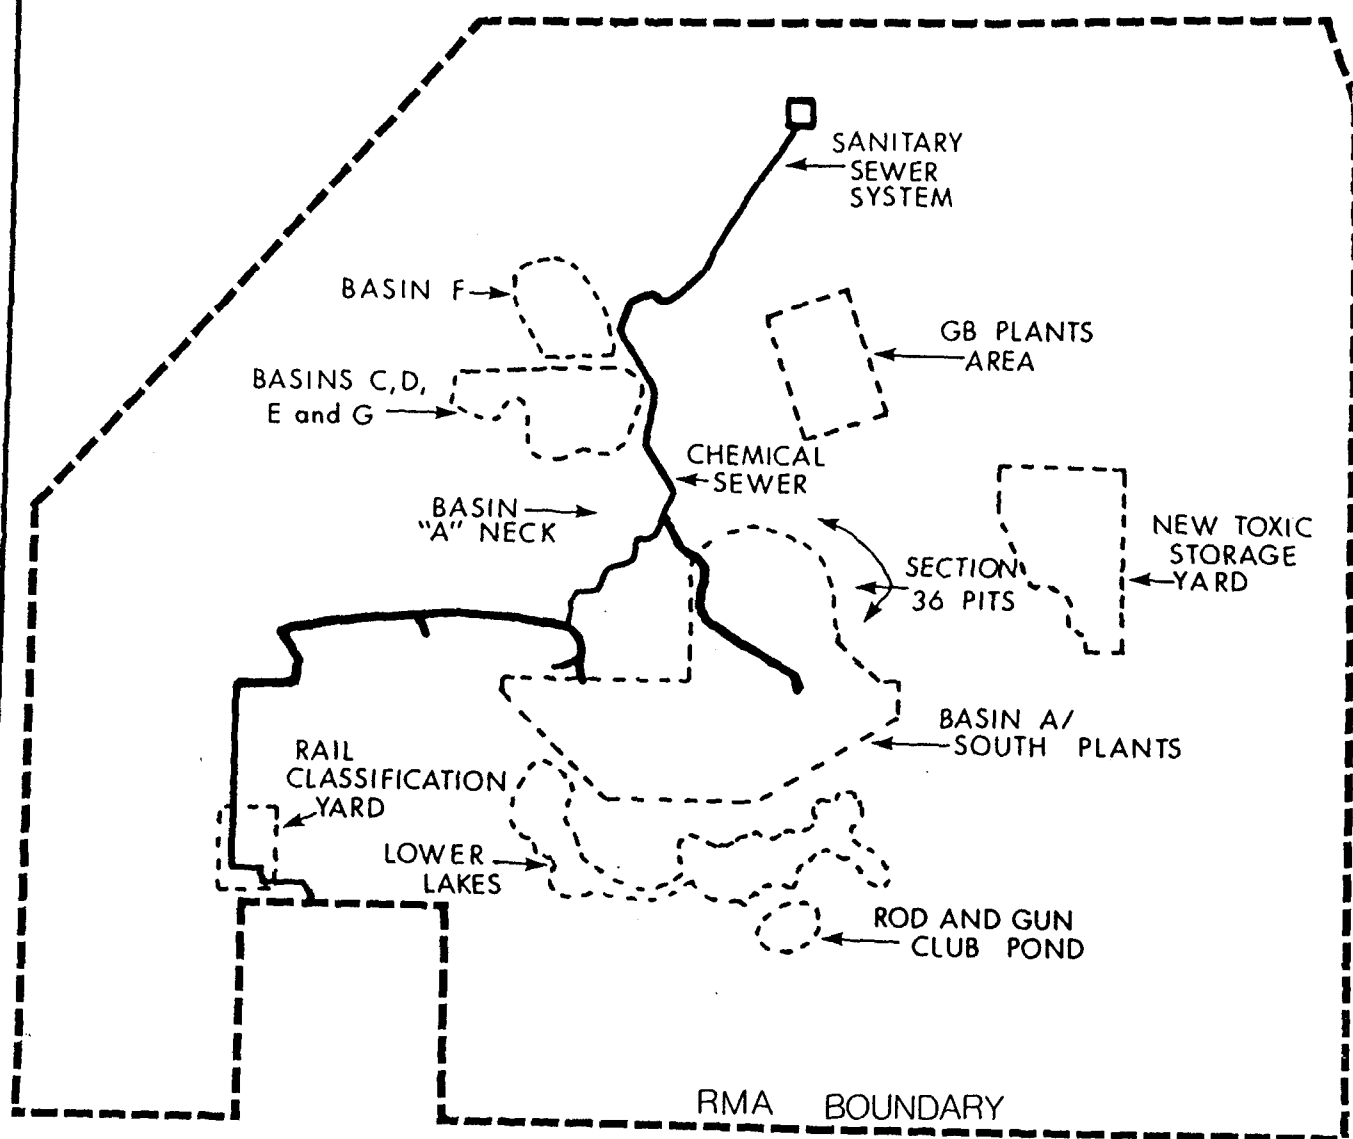 SANITARY
SEWER
SYSTEM
BASIN F
GB PLANTS
AREA
BASINS C,D,
E and G
CHEMICAL
SEWER
BASIN
"A" NECK
NEW TOXIC
STORAGE
YARD
SECTION
36 PITS
BASIN A/
SOUTH PLANTS
RAIL
CLASSIFICATION
YARD
LOWER
LAKES
ROD AND GUN
CLUB POND
RMA BOUNDARY